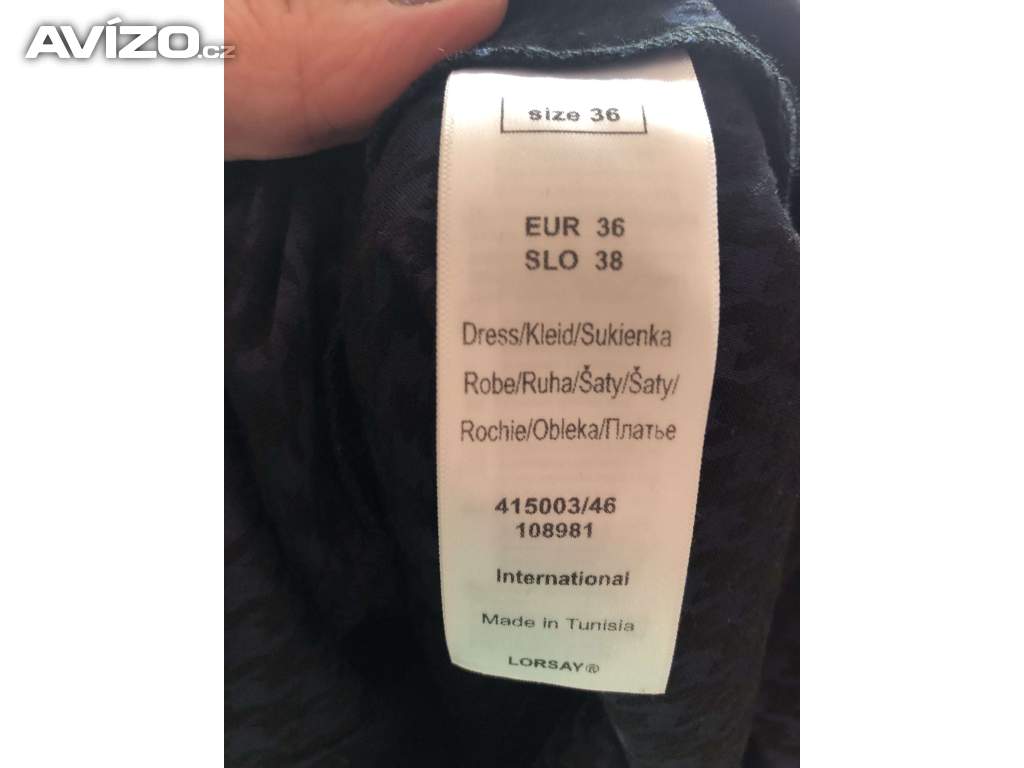 AVÍZO.cz
size 36
EUR 36
SLO 38
Dress/Kleid/Sukienka
Robe/Ruha/Šaty/Šaty/
Rochie/Obleka/Платье
415003/46
108981
International
Made in Tunisia
LORSAY®